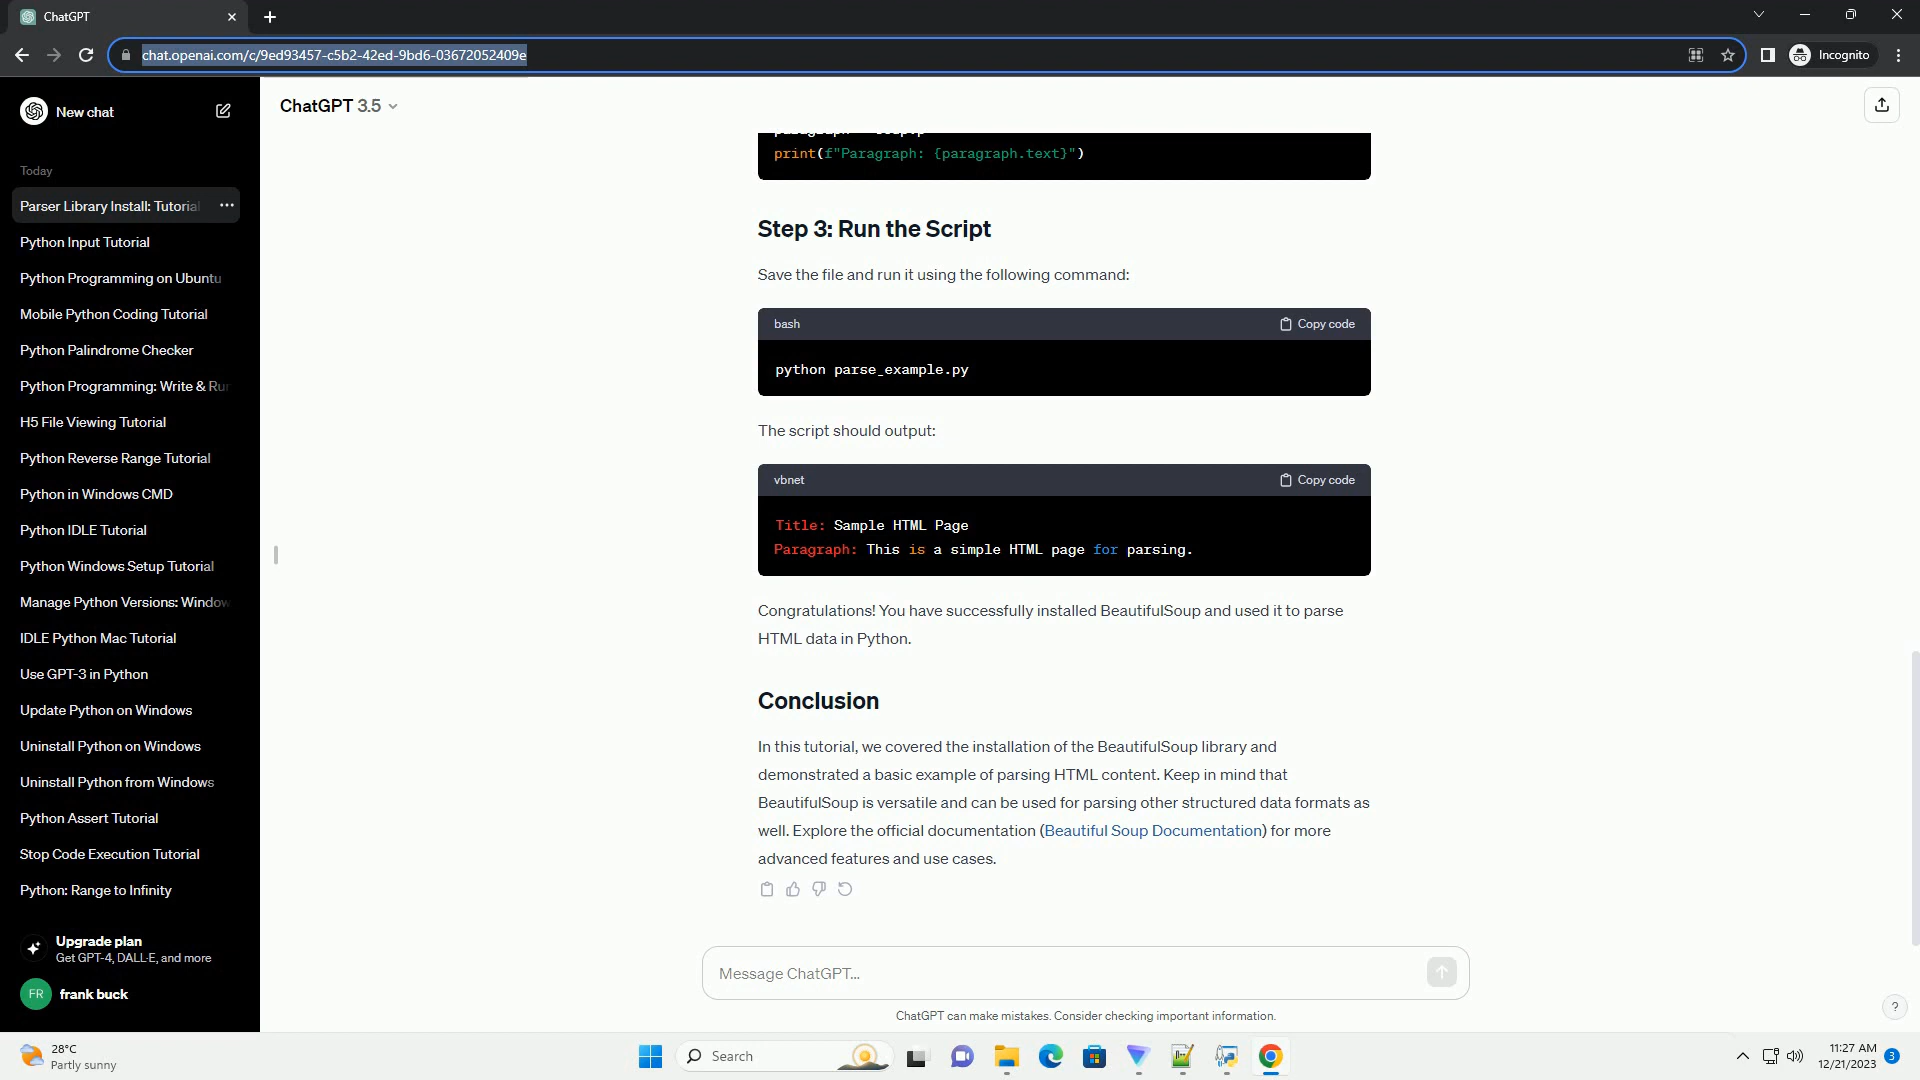 ChatGPT
chat.openai.com/c/9ed93457-c5b2-42ed-9bd6-03672052409e
Incognito
New chat
ChatGPT 3.5
Today
Parser Library Install: Tutorial
Python Input Tutorial
Python Programming on Ubuntu
Mobile Python Coding Tutorial
Python Palindrome Checker
Python Programming: Write & Run
H5 File Viewing Tutorial
Python Reverse Range Tutorial
Python in Windows CMD
Python IDLE Tutorial
Python Windows Setup Tutorial
Manage Python Versions: Window
IDLE Python Mac Tutorial
Use GPT-3 in Python
Update Python on Windows
Uninstall Python on Windows
Uninstall Python from Windows
Python Assert Tutorial
Stop Code Execution Tutorial
Python: Range to Infinity
Upgrade plan
Get GPT-4, DALL·E, and more
FR
frank buck
print(f"Paragraph: {paragraph.text}")
Step 3: Run the Script
Save the file and run it using the following command:
bash
Copy code
python parse_example.py
The script should output:
vbnet
Copy code
Title: Sample HTML Page
Paragraph: This is a simple HTML page for parsing.
Congratulations! You have successfully installed BeautifulSoup and used it to parse
HTML data in Python.
Conclusion
In this tutorial, we covered the installation of the BeautifulSoup library and
demonstrated a basic example of parsing HTML content. Keep in mind that
BeautifulSoup is versatile and can be used for parsing other structured data formats as
well. Explore the official documentation (Beautiful Soup Documentation) for more
advanced features and use cases.
Message ChatGPT...
ChatGPT can make mistakes. Consider checking important information.
?
28°C
Partly sunny
Search
11:27 AM
12/21/2023
3